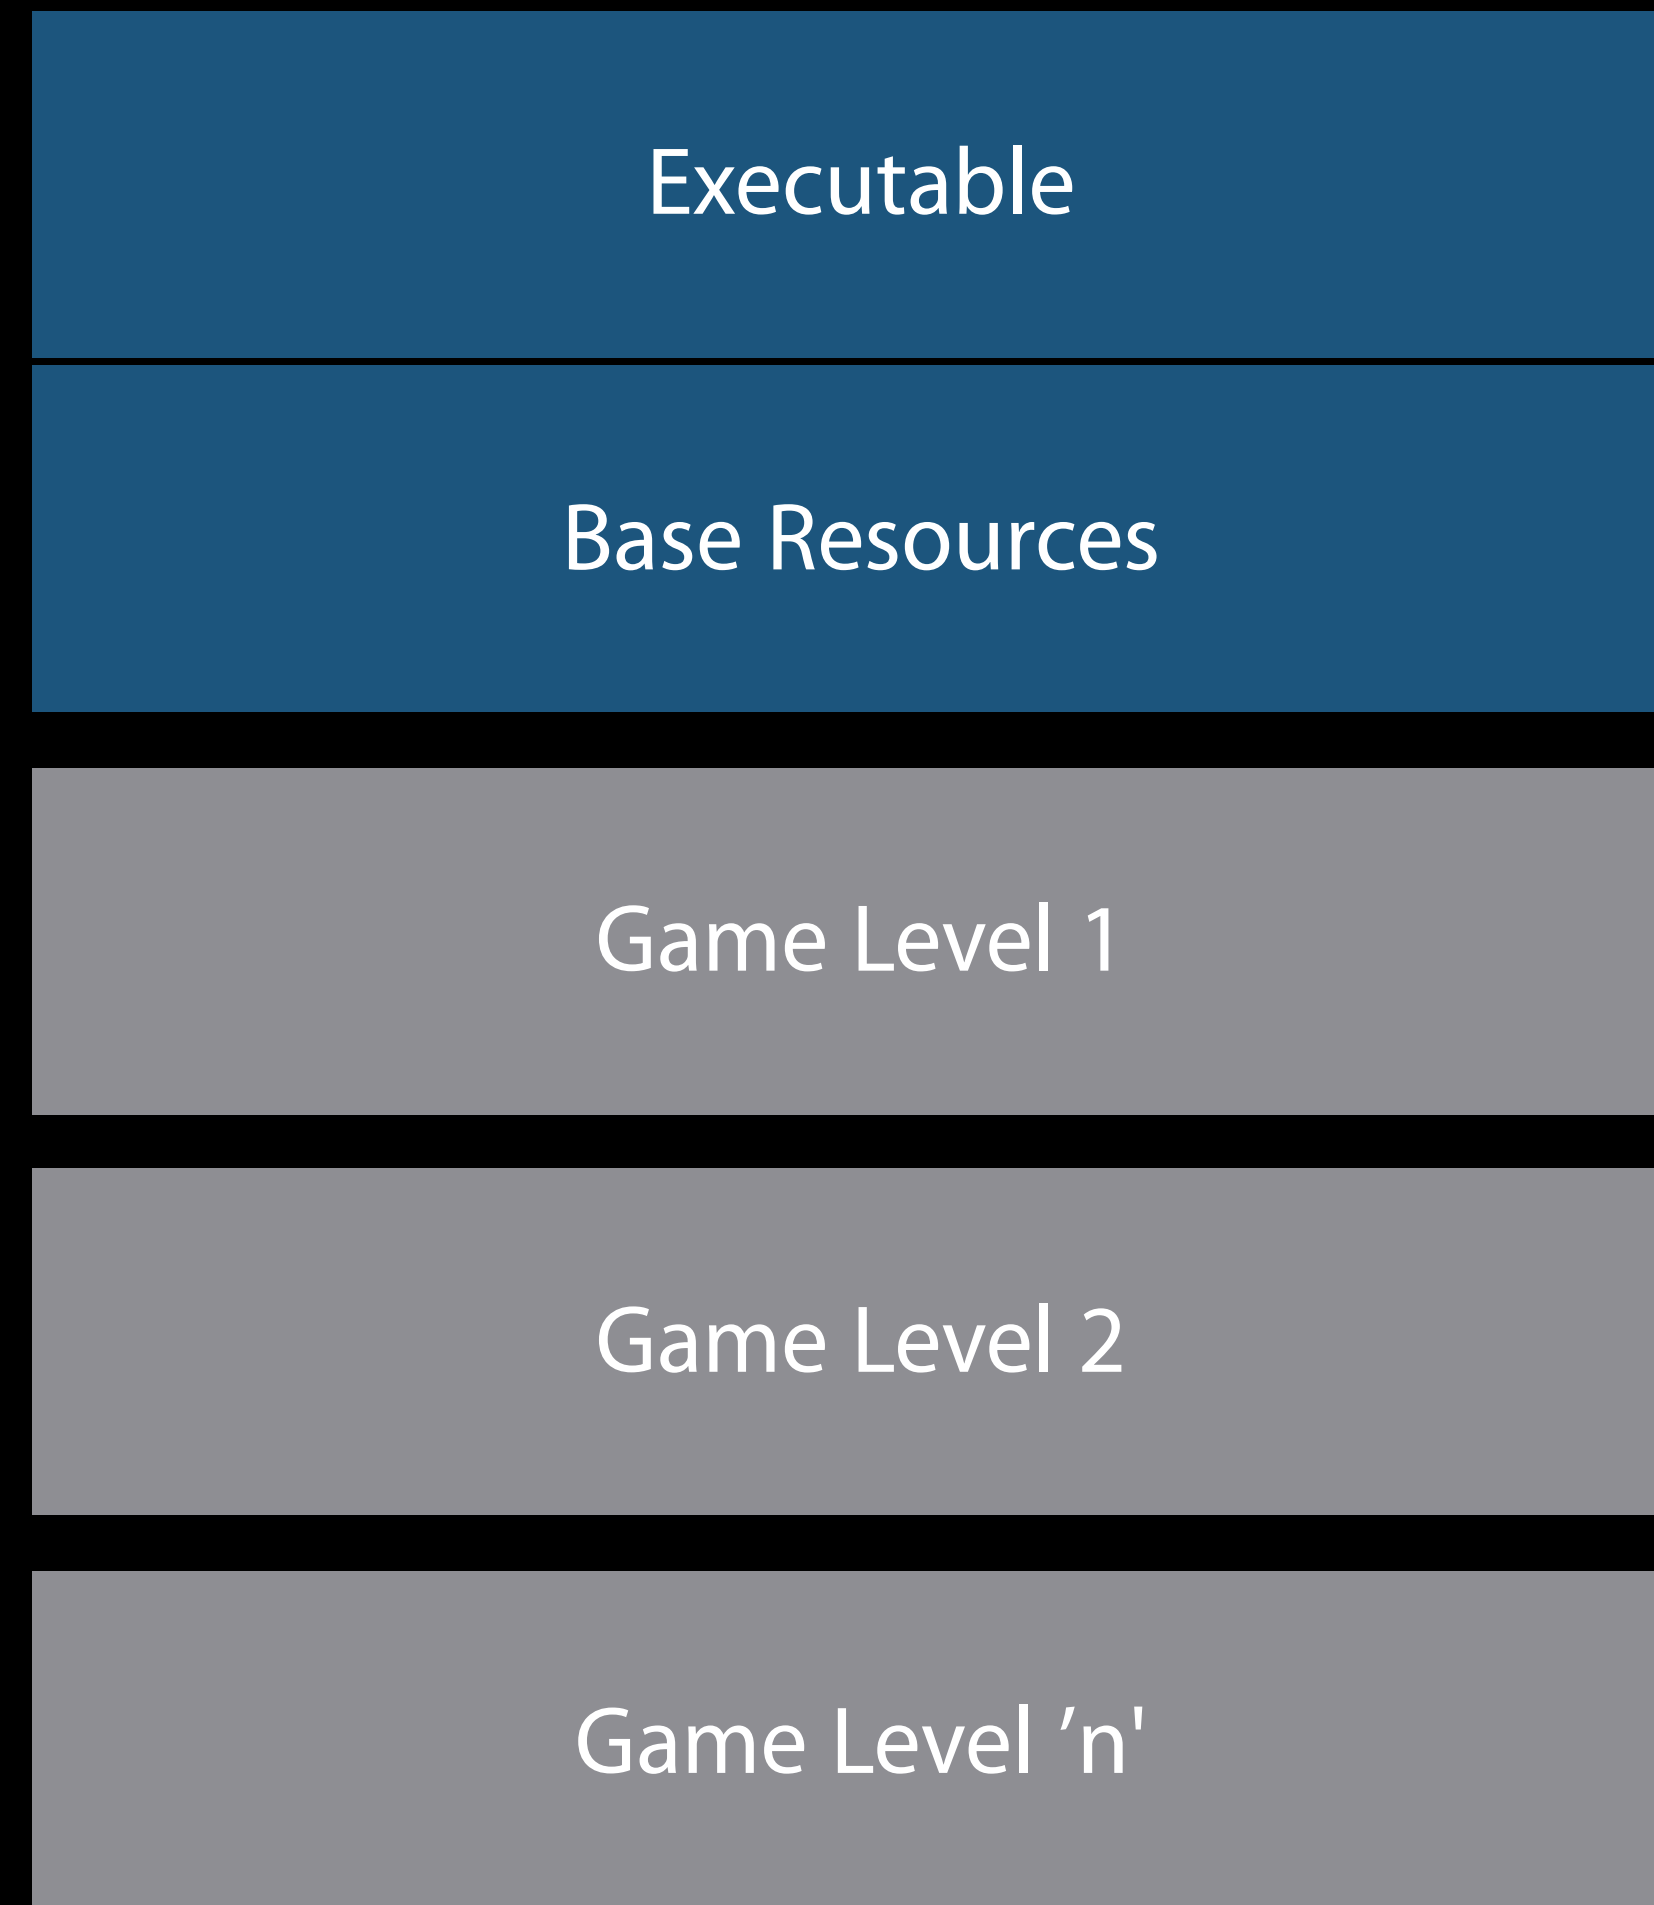 Executable
Base Resources
Game Level 1
Game Level 2
Game Level ’n'